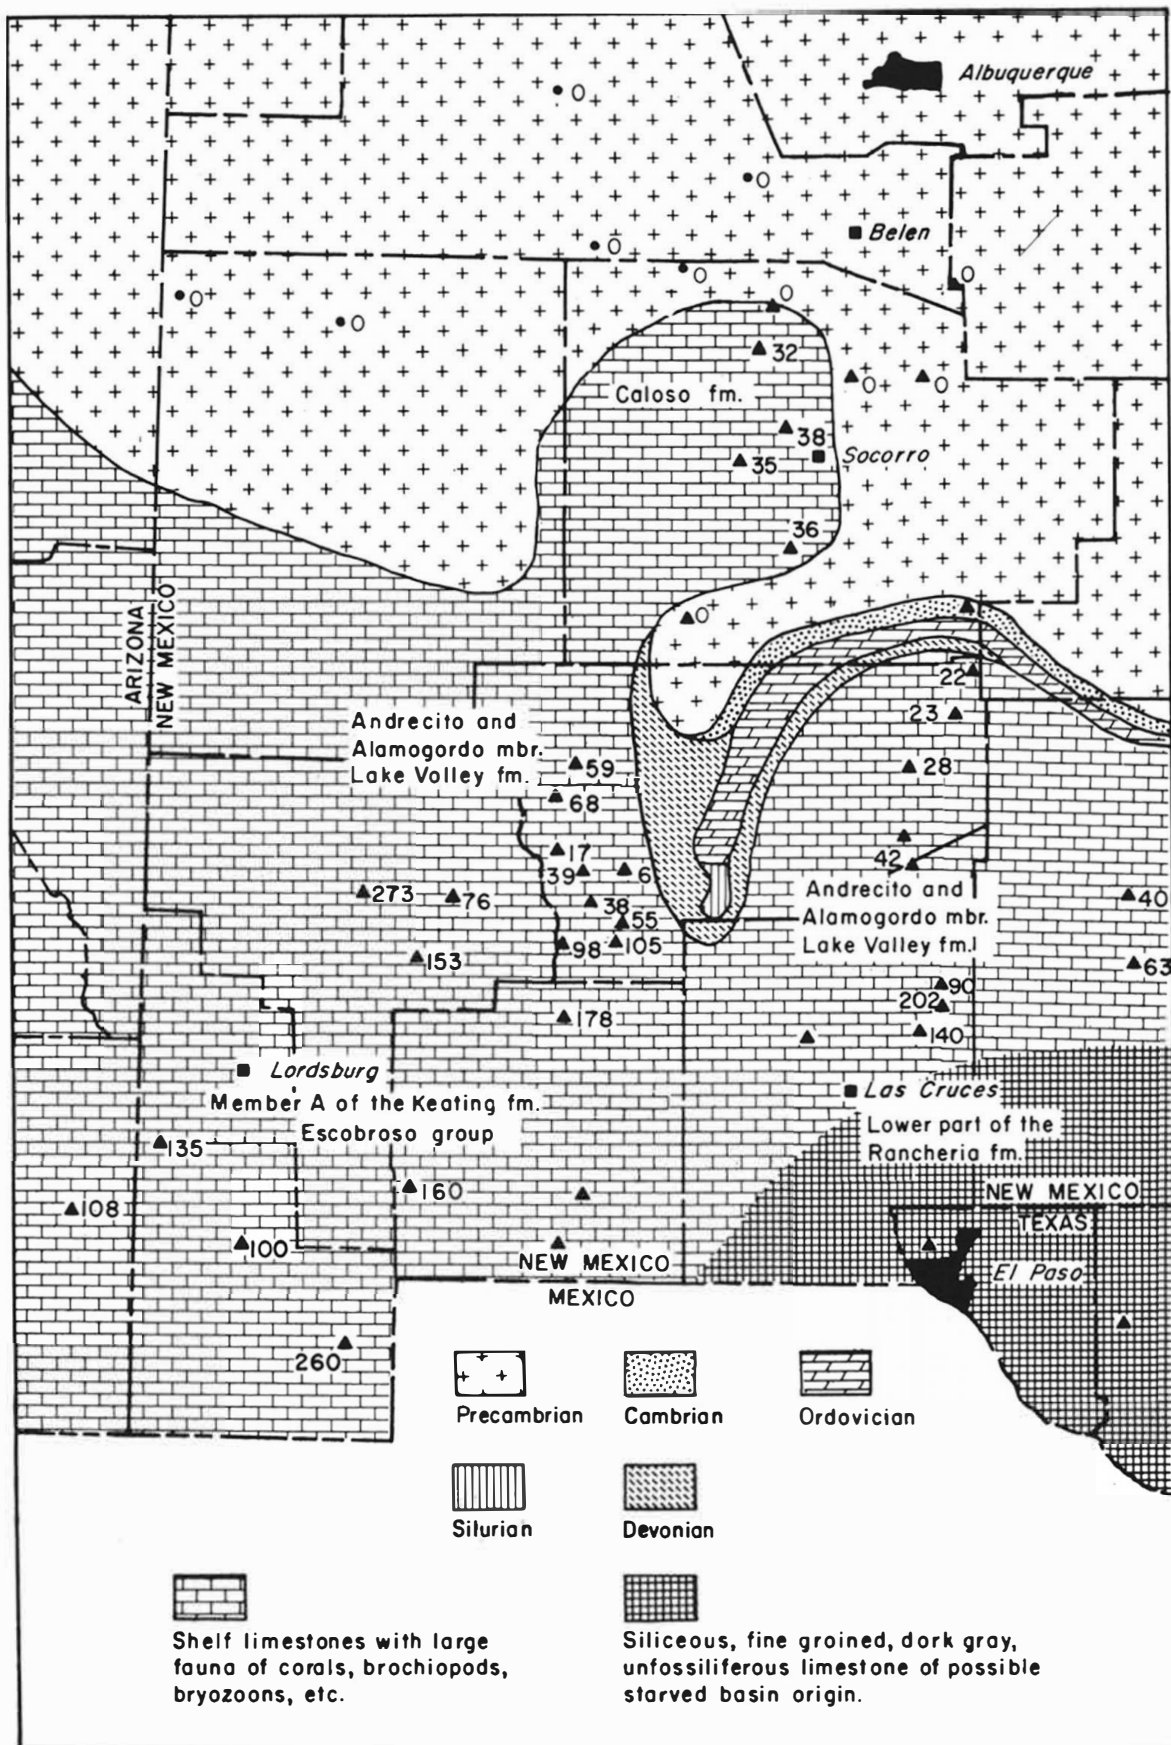 Albuquerque
0
0
Belen
0
0
0
0
0
0
32
0
0
Caloso fm.
38
35
Socorro
36
ARIZONA
NEW MEXICO
0
22
23
Andrecito and
Alamogordo mbr.
Lake Volley fm.
59
28
68
17
42
39
6
Andrecito and
Alamogordo mbr.
Lake Valley fm.
273
76
38
40
55
98
105
153
63
90
202
178
140
Lordsburg
Las Cruces
Member A of the Keating fm.
Escobroso group
Lower part of the
Rancheria fm.
135
160
NEW MEXICO
108
TEXAS
100
NEW MEXICO
El Paso
MEXICO
260
Precambrian
Cambrian
Ordovician
Silurian
Devonian
Shelf limestones with large
fauna of corals, brochiopods,
bryozoons, etc.
Siliceous, fine groined, dork gray,
unfossiliferous limestone of possible
starved basin origin.